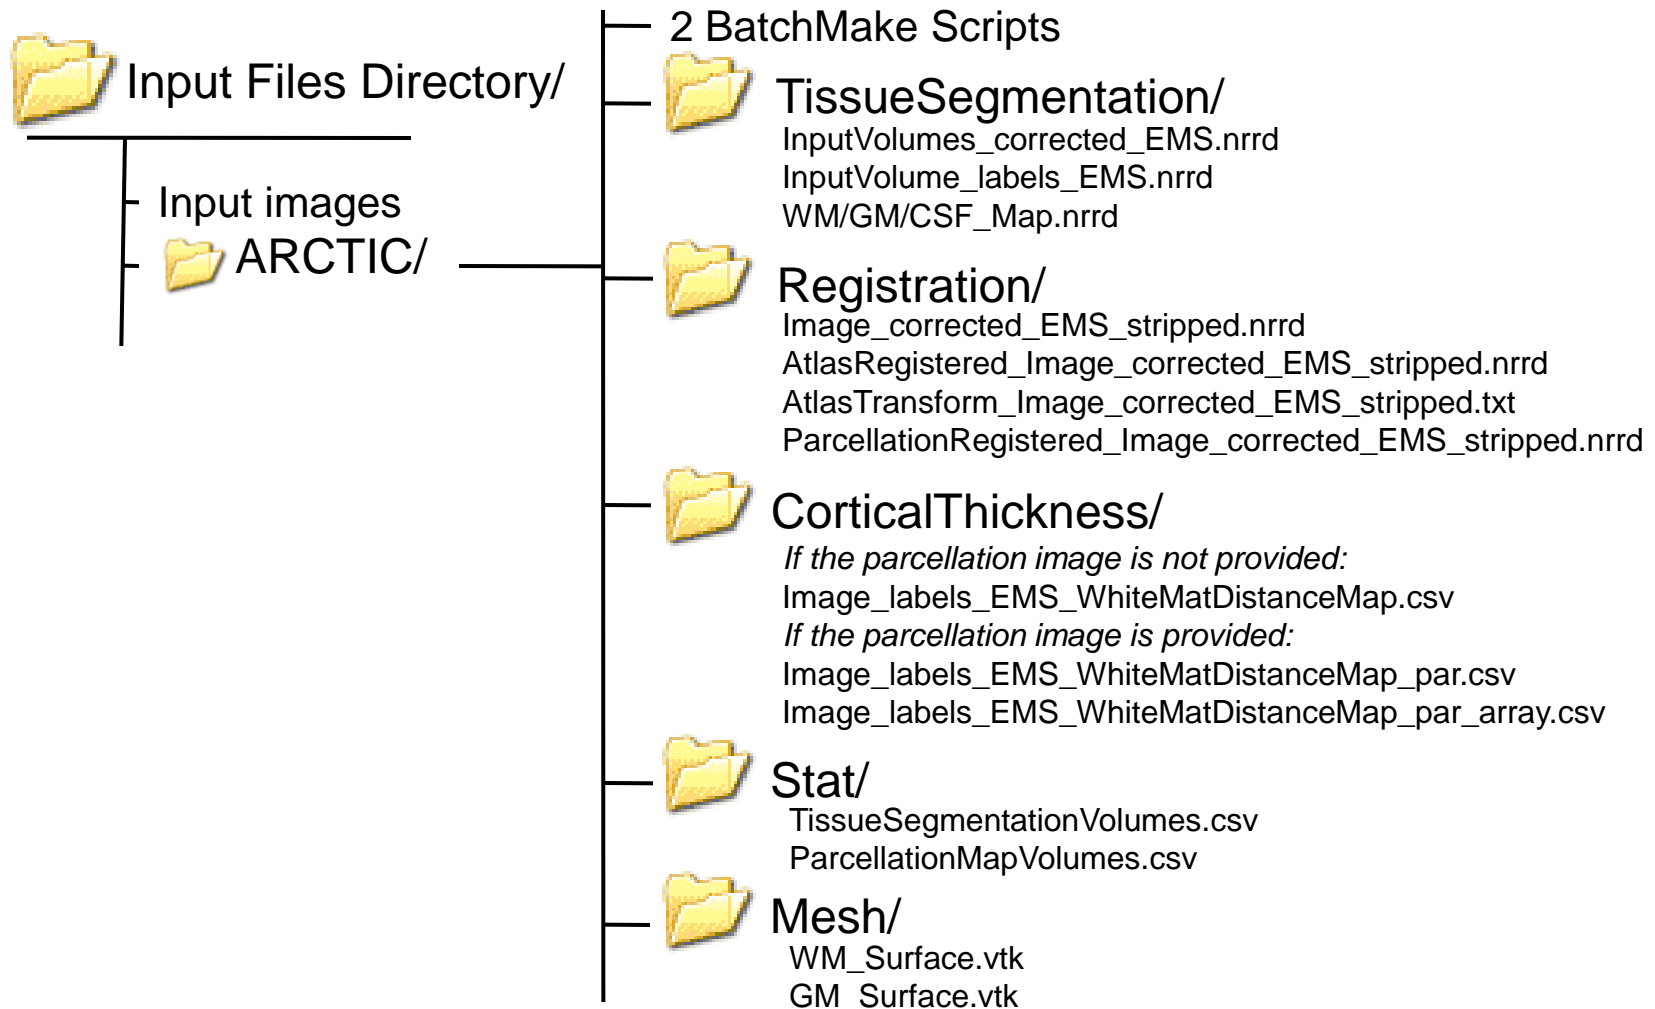 Input Files Directory/
Input images
ARCTIC/
2 BatchMake Scripts
TissueSegmentation/
InputVolumes_corrected_EMS.nrrd
InputVolume_labels_EMS.nrrd
WM/GM/CSF_Map.nrrd
Registration/
Image_corrected_EMS_stripped.nrrd
AtlasRegistered_Image_corrected_EMS_stripped.nrrd
AtlasTransform_Image_corrected_EMS_stripped.txt
ParcellationRegistered_Image_corrected_EMS_stripped.nrrd
CorticalThickness/
If the parcellation image is not provided:
Image_labels_EMS_WhiteMatDistanceMap.csv
If the parcellation image is provided:
Image_labels_EMS_WhiteMatDistanceMap_par.csv
Image_labels_EMS_WhiteMatDistanceMap_par_array.csv
Stat/
TissueSegmentationVolumes.csv
ParcellationMapVolumes.csv
Mesh/
WM_Surface.vtk
GM_Surface.vtk